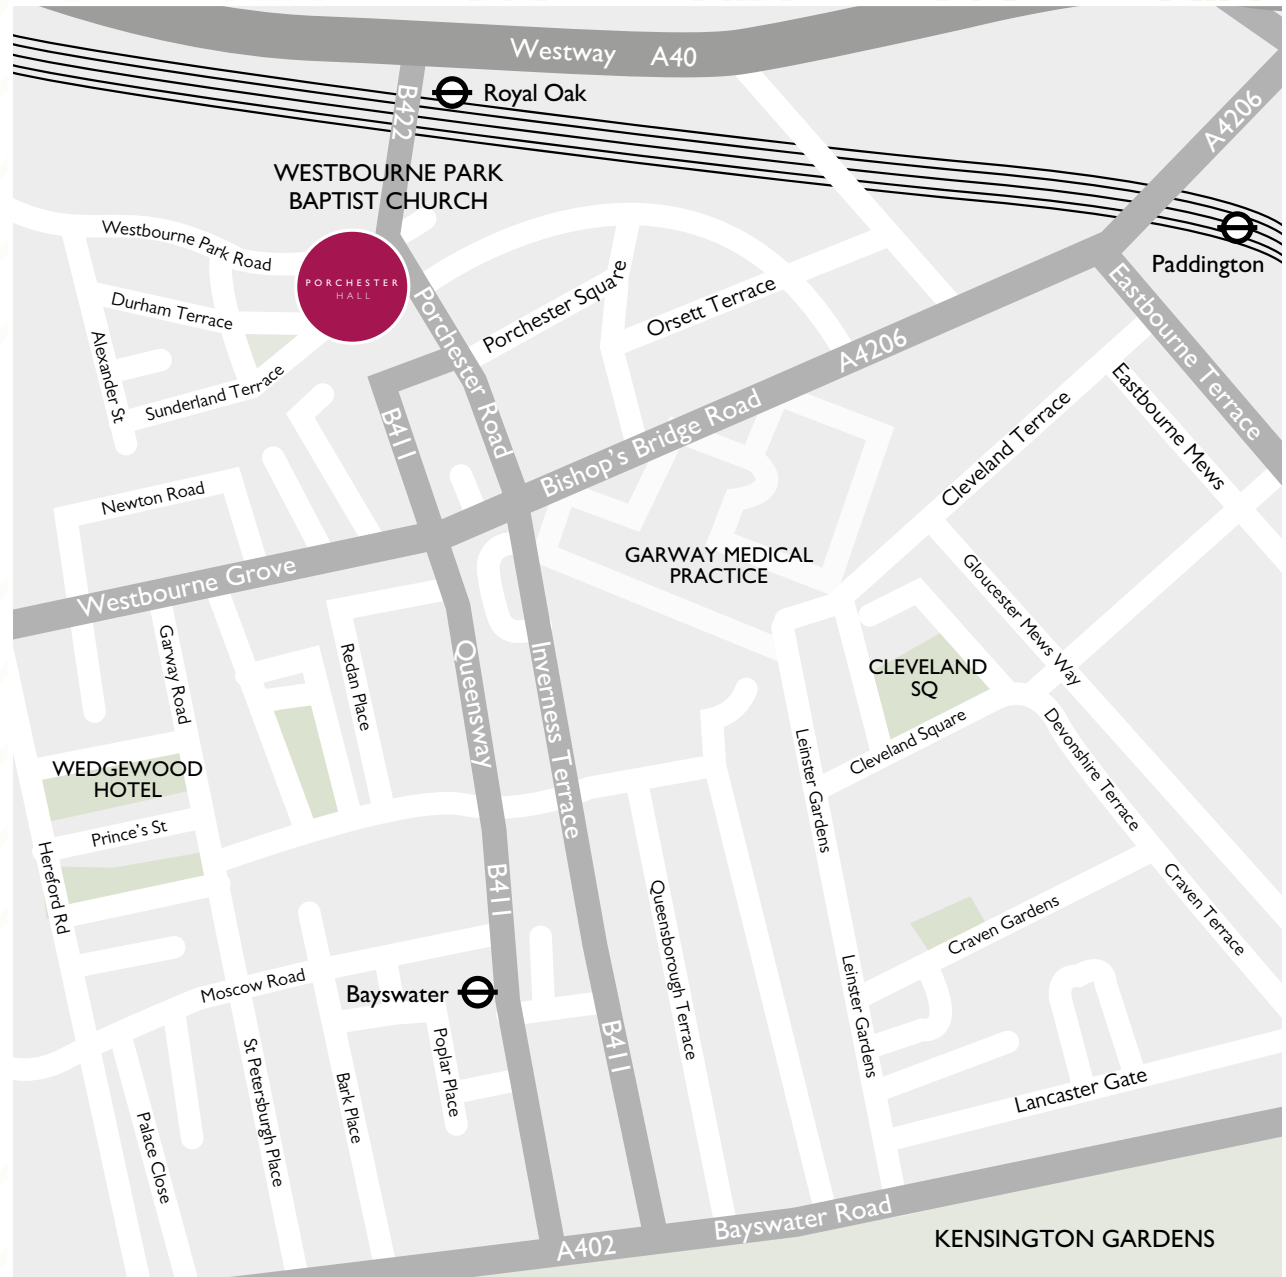 Westway
A40
B422
Royal Oak
A4206
WESTBOURNE PARK
BAPTIST CHURCH
Westbourne Park Road
Paddington
PORCHESTER
HALL
Durham Terrace
Alexander St
Sunderland Terrace
Porchester Road
Porchester Square
Orsett Terrace
A4206
Eastbourne Terrace
Eastbourne Mews
Cleveland Terrace
B411
Bishop's Bridge Road
Newton Road
Westbourne Grove
GARWAY MEDICAL
PRACTICE
Gloucester Mews Way
Garway Road
Redan Place
Queensway
Inverness Terrace
CLEVELAND
SQ
Cleveland Square
Leinster Gardens
Devonshire Terrace
WEDGEWOOD
HOTEL
Prince's St
Hereford Rd
B411
Queensborough Terrace
Craven Terrace
Craven Gardens
Moscow Road
Bayswater
Leinster Gardens
B411
Poplar Place
St Petersburgh Place
Bark Place
Palace Close
Lancaster Gate
Bayswater Road
A402
KENSINGTON GARDENS